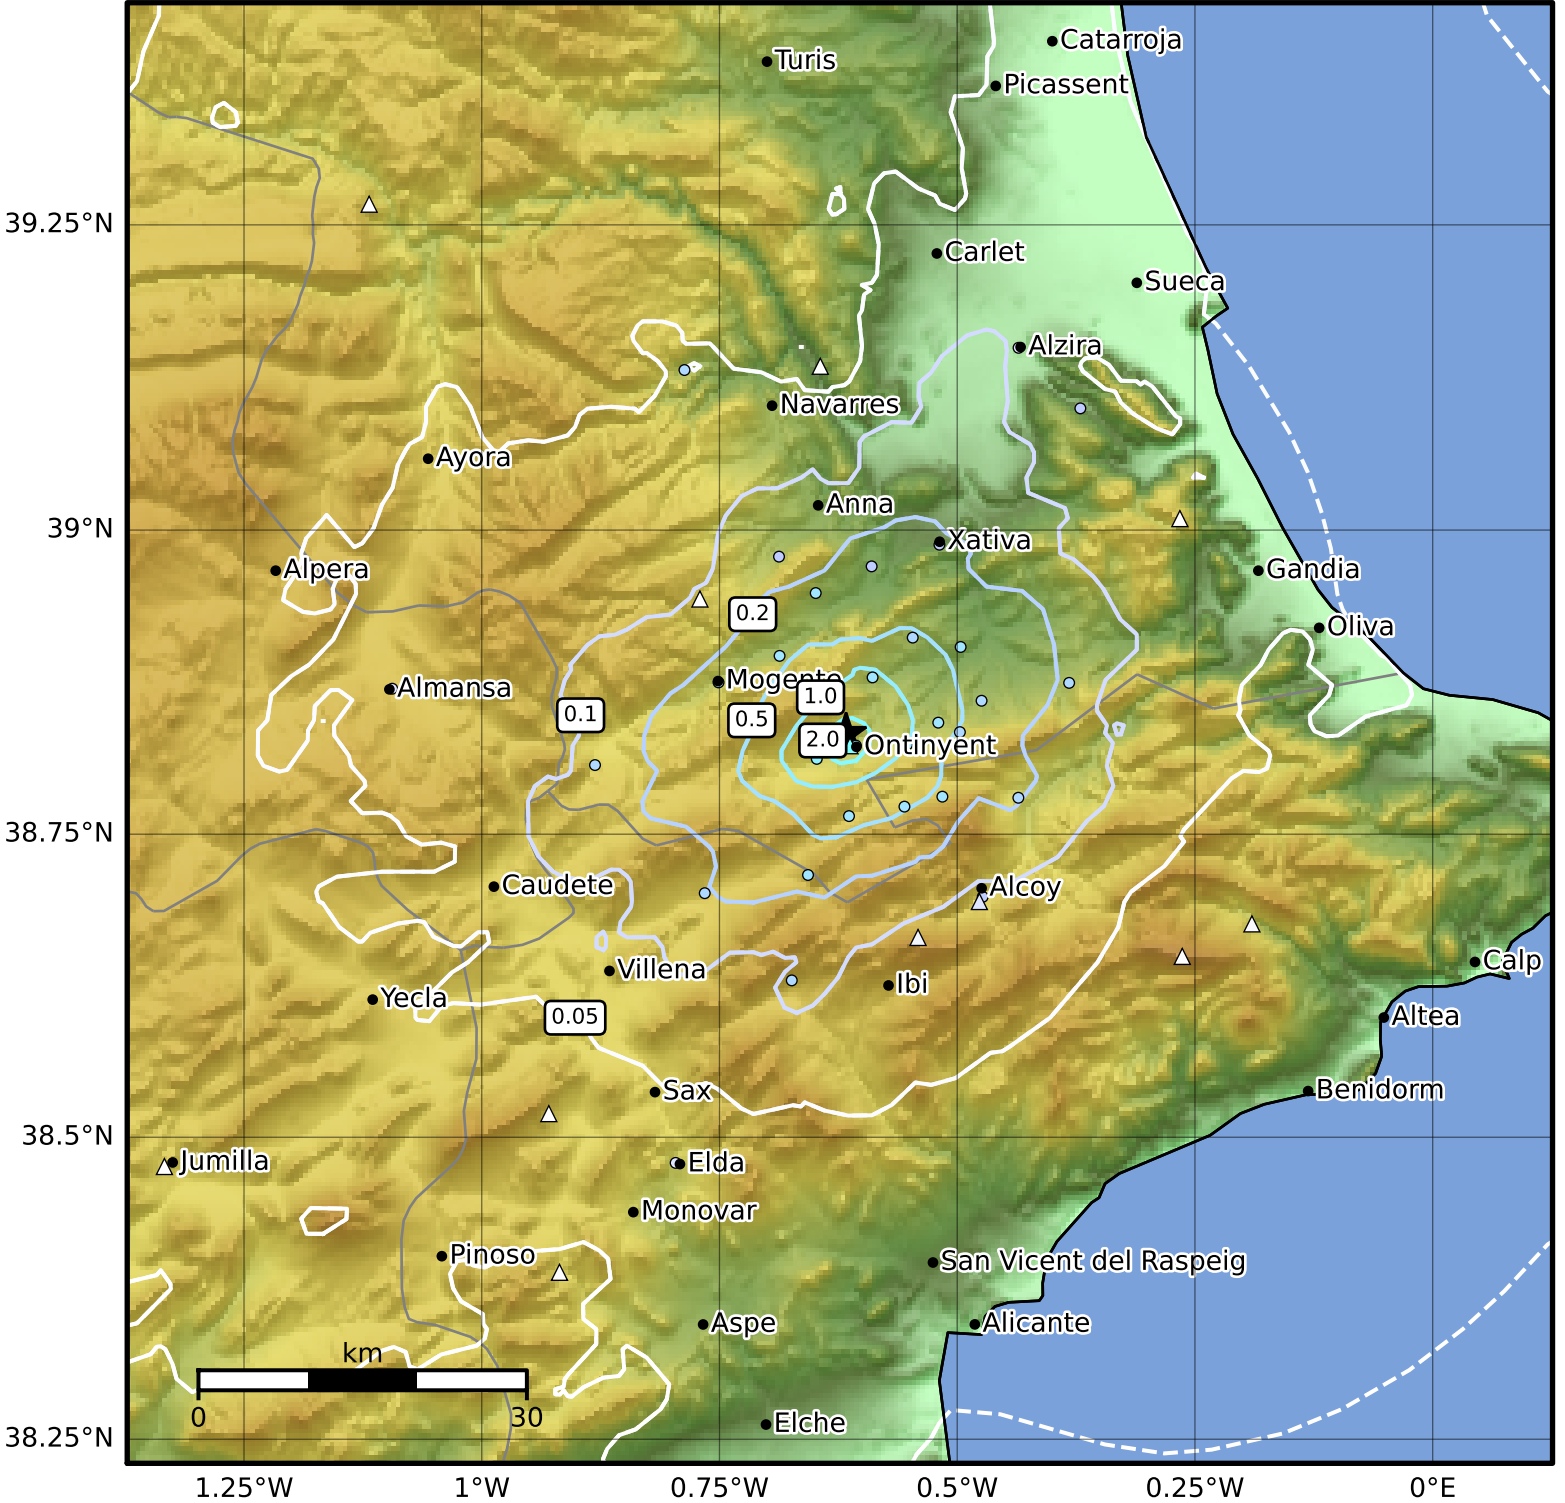 Catarroja
Turis
Picassent
39.25°N
Carlet
Sueca
Alzira
Navarres
Ayora
Anna
39°N
Xativa
Alpera
Gandia
0.2
Oliva
Mogente
Almansa
1.0
0.1
0.5
2.0
Ontinyent
38.75°N
Caudete
Alcoy
Villena
Calp
Ibi
Yecla
0.05
Altea
Sax
Benidorm
38.5°N
Jumilla
Elda
Monovar
Pinoso
San Vicent del Raspeig
Aspe
Alicante
km
0 30
Elche
38.25°N
1.25°W 1°W 0.75°W 0.5°W 0.25°W 0°E